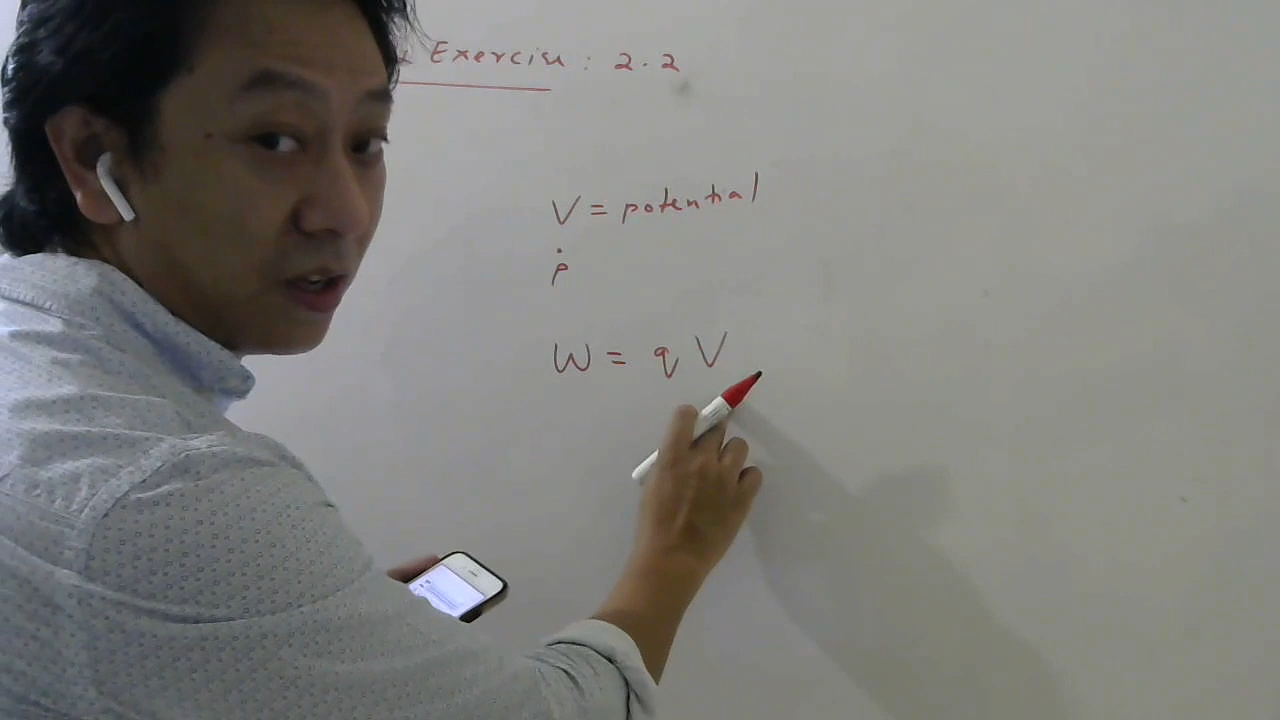 Exercise : 2.2
V = potential
P
W = q V